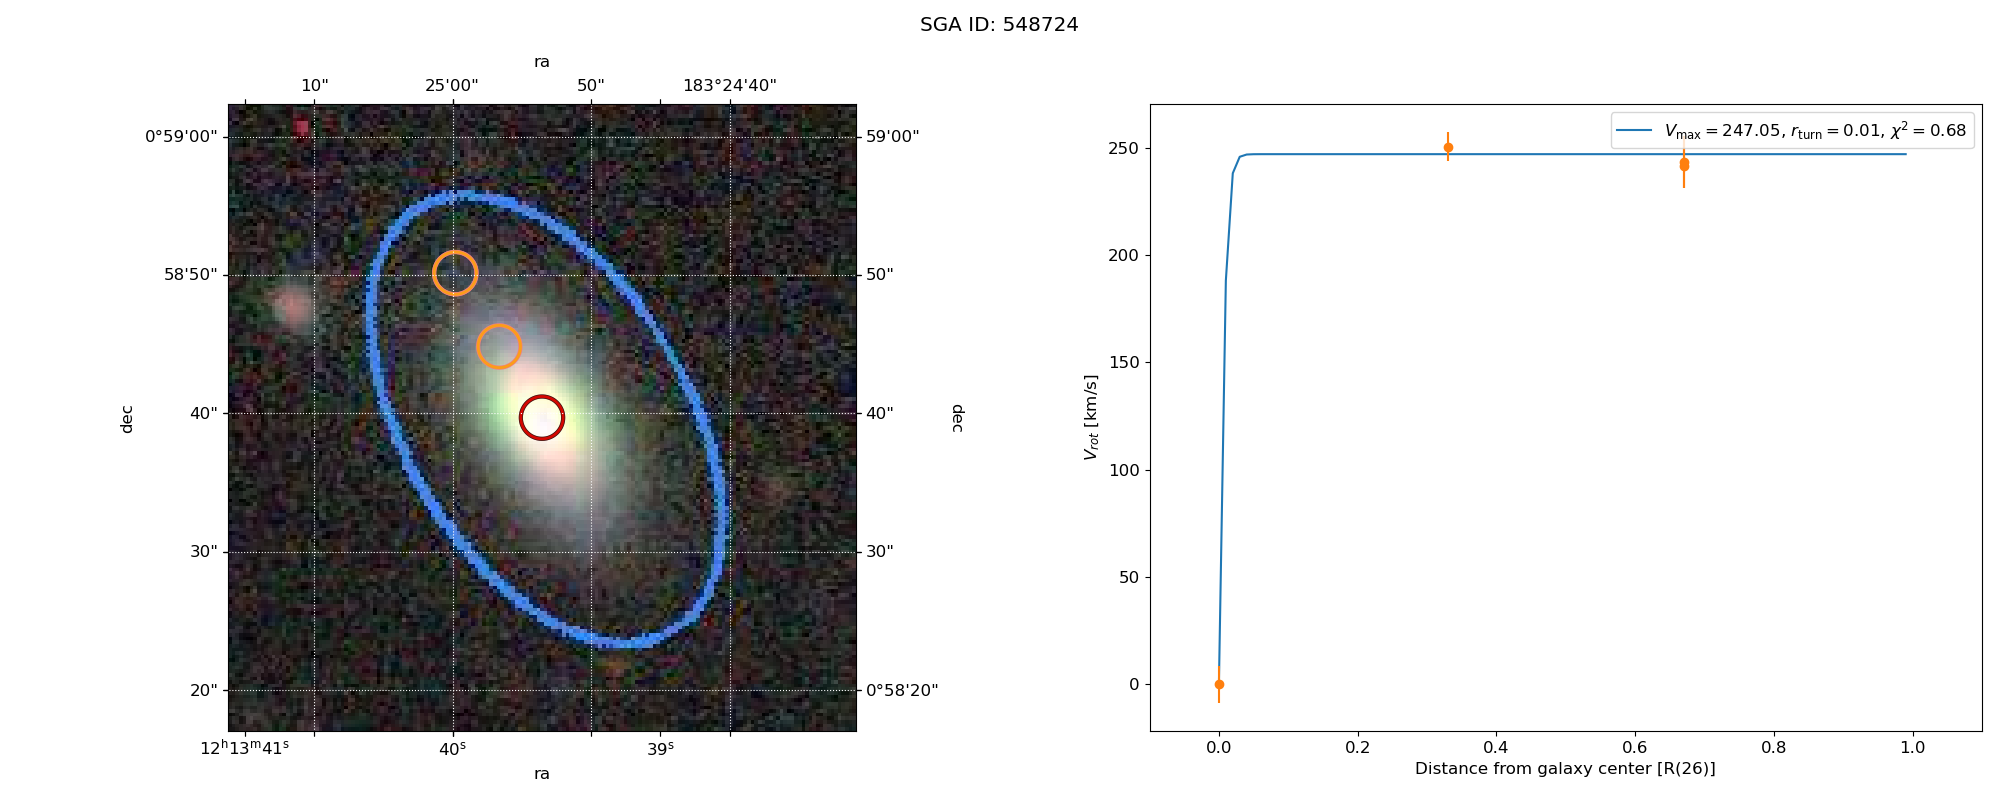 SGA ID: 548724
ra
10" 25'00" 50" 183°24'40"
0°59'00" 59'00"
58'50" 50"
40" 40"
30" 30"
20" 0°58'20"
dec
dec
12h13m41s 40s 39s
ra
Vmax = 247.05, rturn = 0.01, χ² = 0.68
250
200
150
100
50
0
Vrot [km/s]
0.0 0.2 0.4 0.6 0.8 1.0
Distance from galaxy center [R(26)]